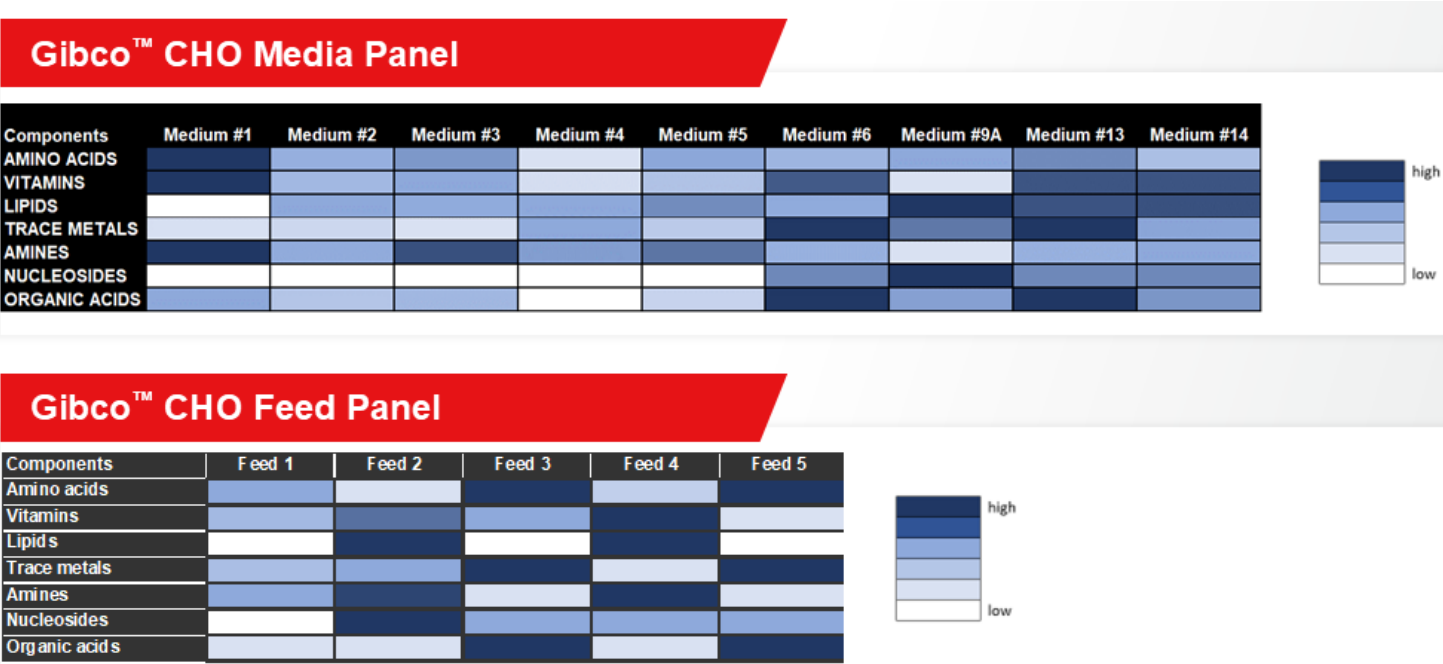 Gibco™ CHO Media Panel
Components Medium #1 Medium #2 Medium #3 Medium #4 Medium #5 Medium #6 Medium #9A Medium #13 Medium #14
AMINO ACIDS
high
VITAMINS
LIPIDS
TRACE METALS
AMINES
NUCLEOSIDES
low
ORGANIC ACIDS
Gibco™ CHO Feed Panel
Components Feed 1 Feed 2 Feed 3 Feed 4 Feed 5
Amino acids
high
Vitamins
Lipids
Trace metals
Amines
low
Nucleosides
Organic acids